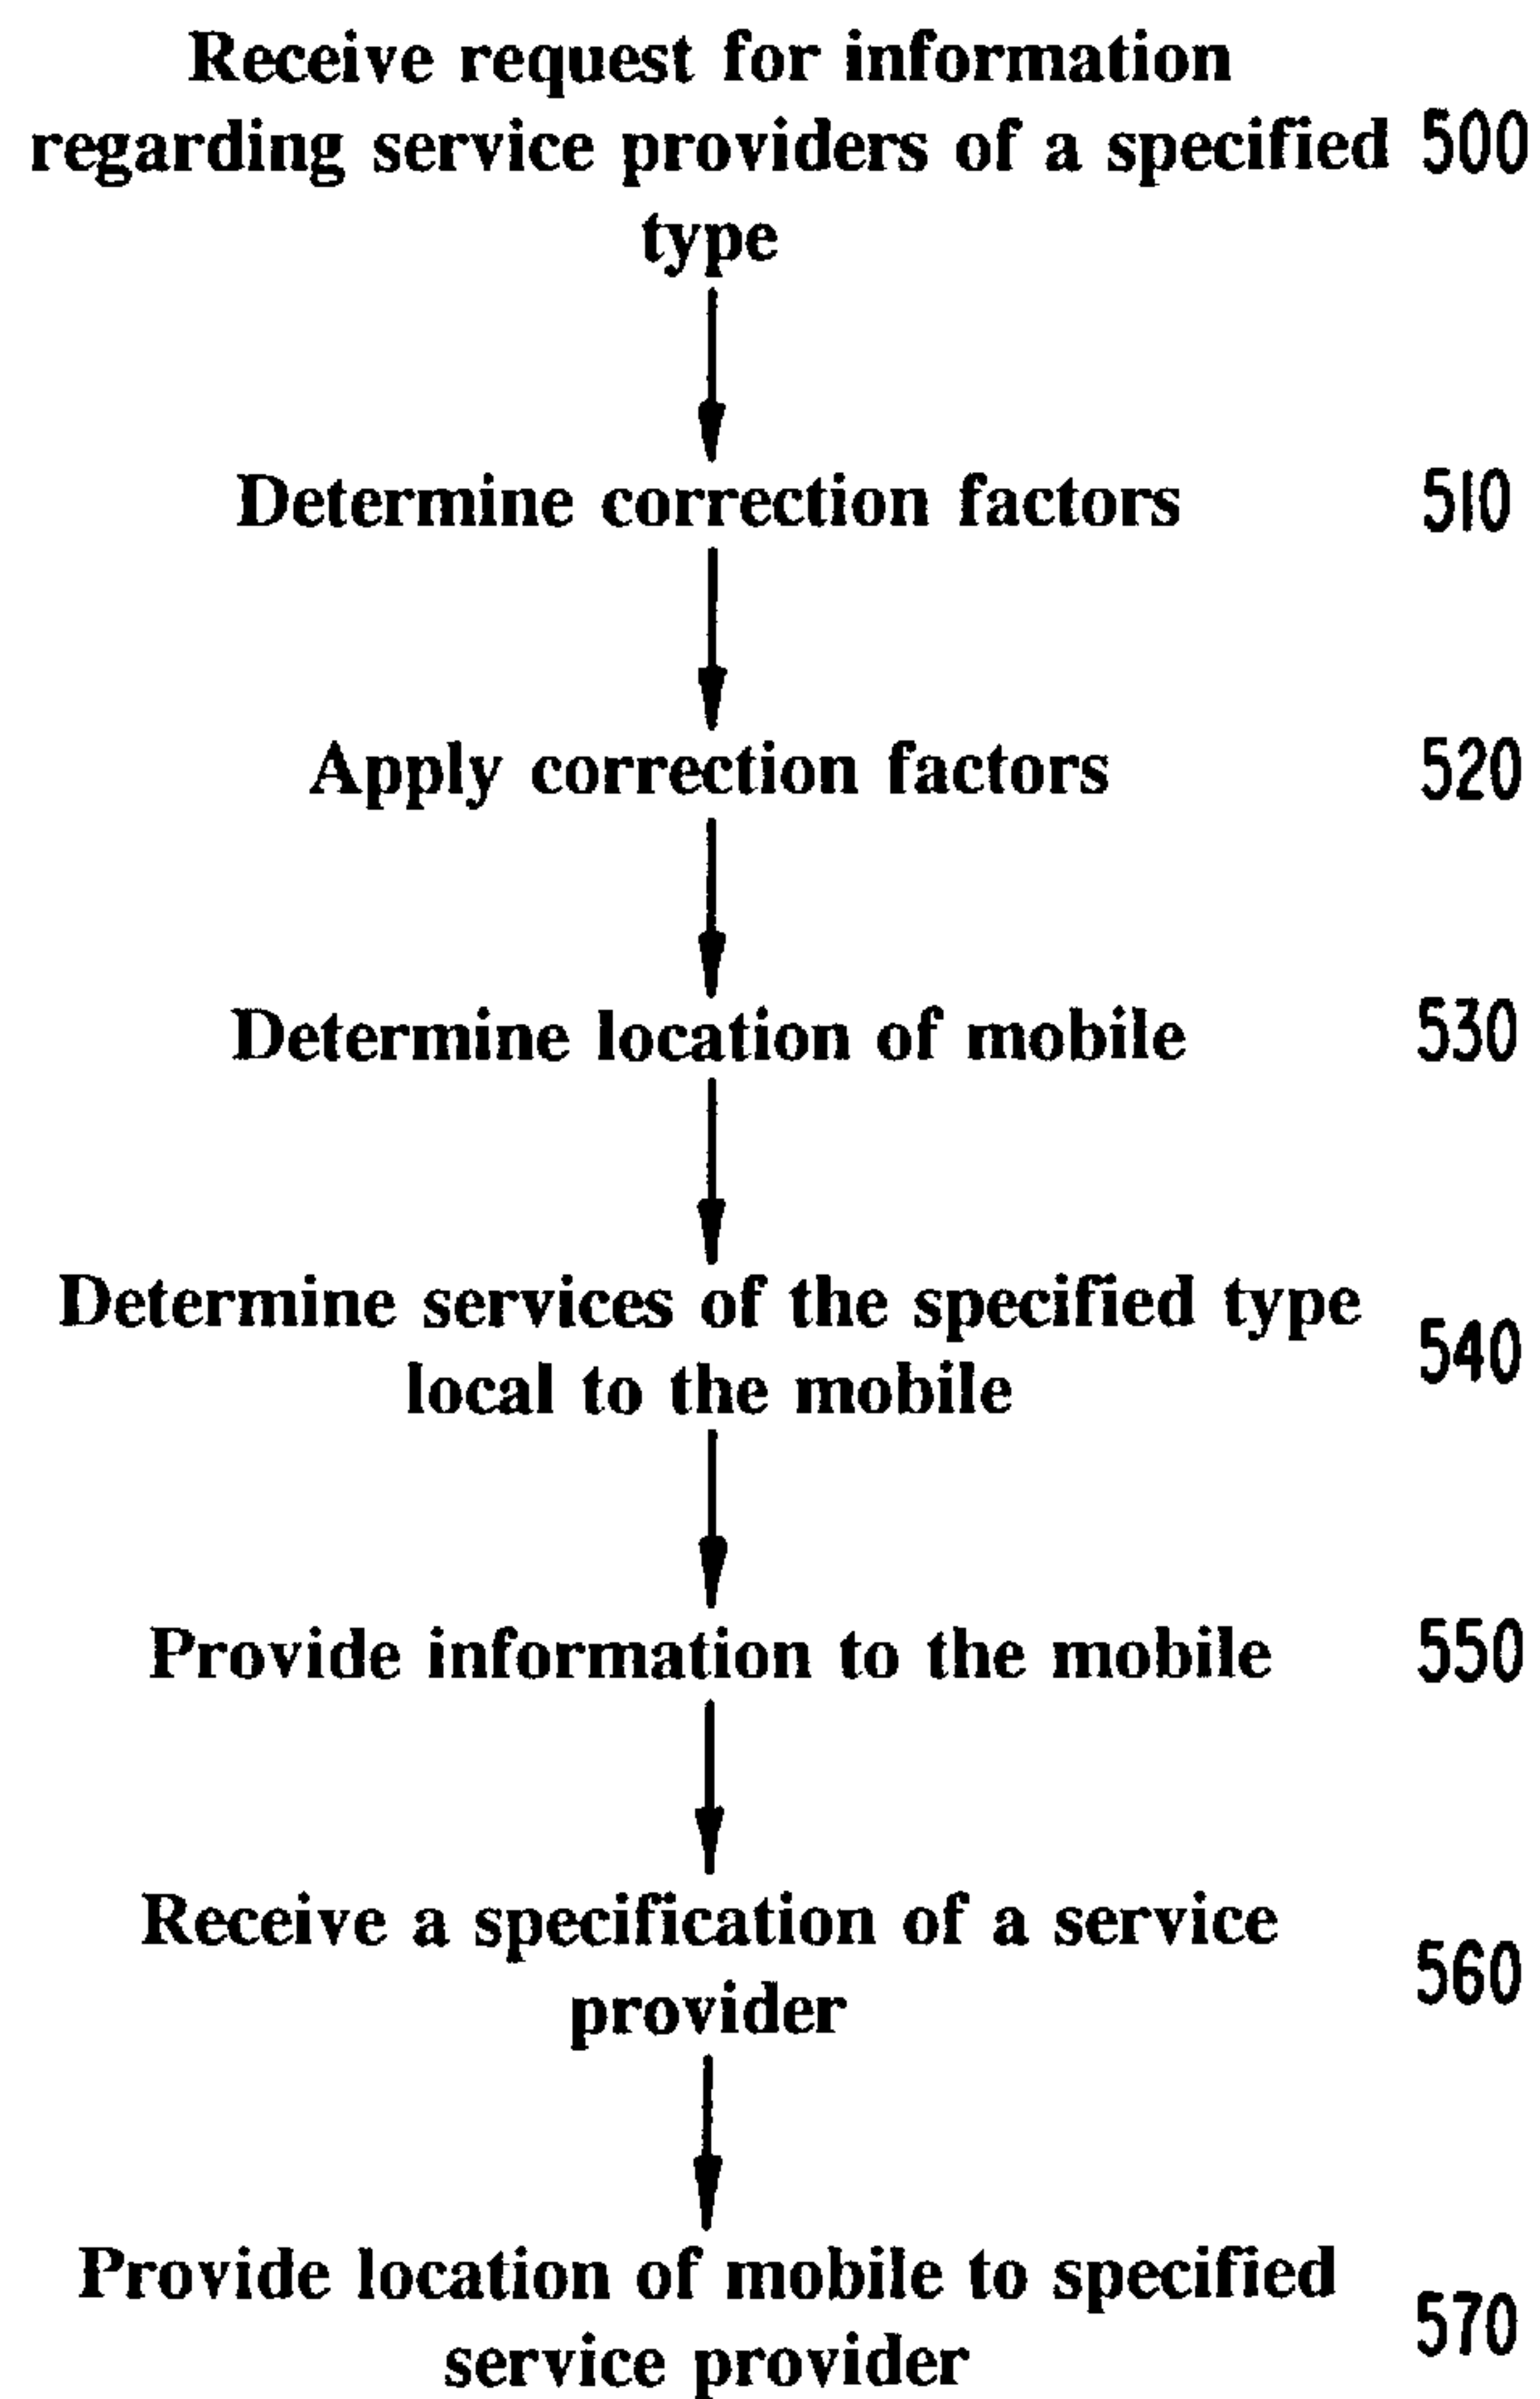 Receive request for information
regarding service providers of a specified 500
type
Determine correction factors 510
Apply correction factors 520
Determine location of mobile 530
Determine services of the specified type
local to the mobile 540
Provide information to the mobile 550
Receive a specification of a service
provider 560
Provide location of mobile to specified
service provider 570